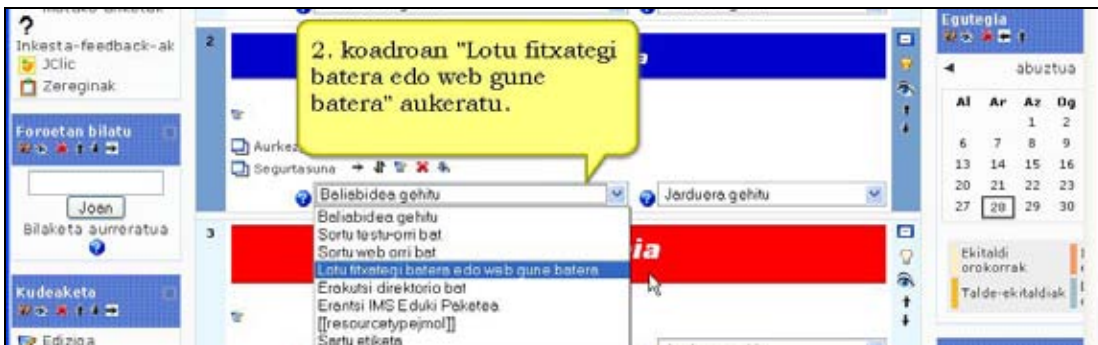 ?
Inkesta-feedback-ak
JClic
Zereginak
Foroetan bilatu
Joan
Bilaketa aurreratua
Kudeaketa
Edizioa
2
2. koadroan "Lotu fitxategi
batera edo web gune
batera" aukeratu.
Segurtasuna
Baliabidea gehitu
Jarduera gehitu
Baliabidea gehitu
Sortu testu-orri bat
Sortu web orri bat
Lotu fitxategi batera edo web gune batera
Erakutsi direktorio bat
Erantsi IMS Eduki Paketea
[[resourcetypejmol]]
Sartu etiketa
3
ia
Egutegia
abuztua
Al Ar Az Og
1 2
6 7 8 9
13 14 15 16
20 21 22 23
27 28 29 30
Ekitaldi
orokorrak
Talde-ekitaldiak